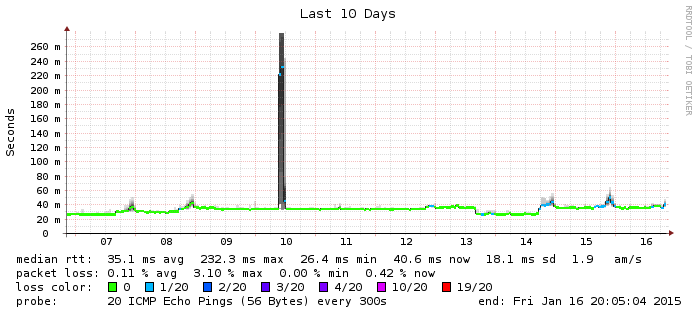 Last 10 Days
RRDTOOL / TOBI OETIKER
Seconds
260 m
240 m
220 m
200 m
180 m
160 m
140 m
120 m
100 m
80 m
60 m
40 m
20 m
0
07 08 09 10 11 12 13 14 15 16
median rtt: 35.1 ms avg 232.3 ms max 26.4 ms min 40.6 ms now 18.1 ms sd 1.9 am/s
packet loss: 0.11 % avg 3.10 % max 0.00 % min 0.42 % now
loss color: 0 1/20 2/20 3/20 4/20 10/20 19/20
probe: 20 ICMP Echo Pings (56 Bytes) every 300s end: Fri Jan 16 20:05:04 2015